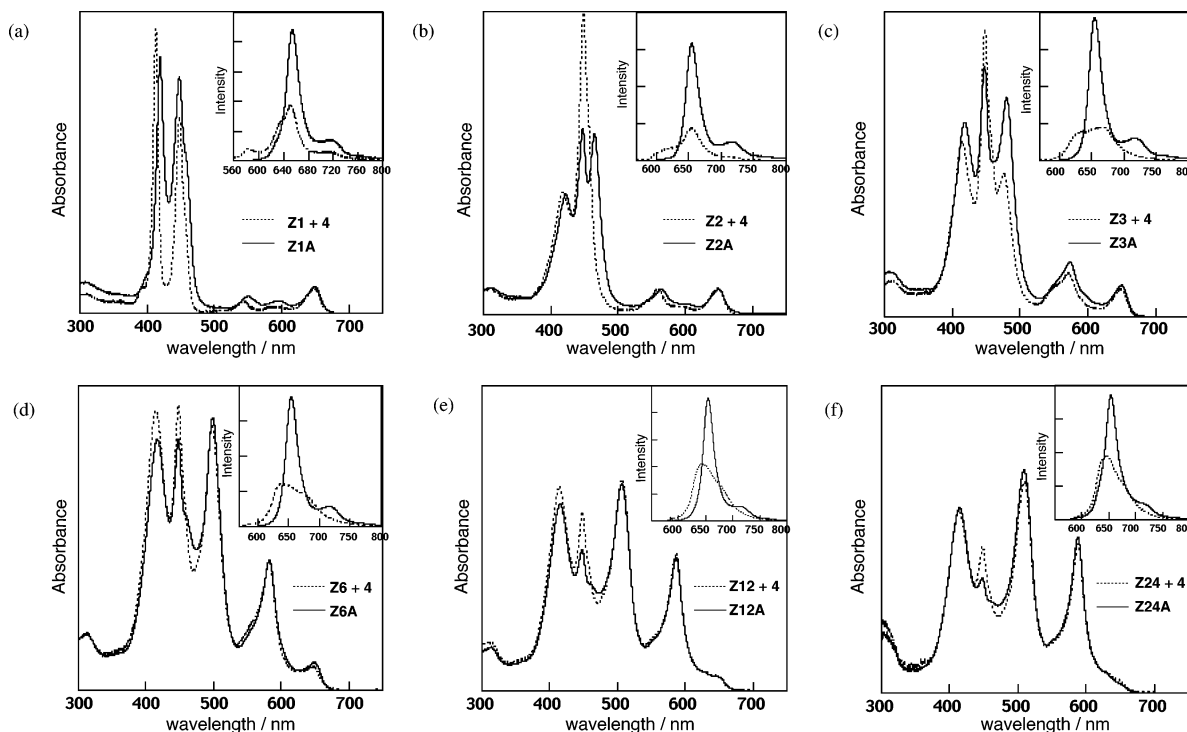 (a)
Absorbance
Intensity
560 600 640 680 720 800
Z1 + 4
Z1A
300 400 500 600 700
wavelength / nm
(b)
Absorbance
Intensity
600 650 700 750 800
Z2 + 4
Z2A
300 400 500 600 700
wavelength / nm
(c)
Absorbance
Intensity
600 650 700 750 800
Z3 + 4
Z3A
300 400 500 600 700
wavelength / nm
(d)
Absorbance
Intensity
600 650 700 750 800
Z6 + 4
Z6A
300 400 500 600 700
wavelength / nm
(e)
Absorbance
Intensity
600 650 700 750 800
Z12 + 4
Z12A
300 400 500 600 700
wavelength / nm
(f)
Absorbance
Intensity
600 650 700 750 800
Z24 + 4
Z24A
300 400 500 600 700
wavelength / nm